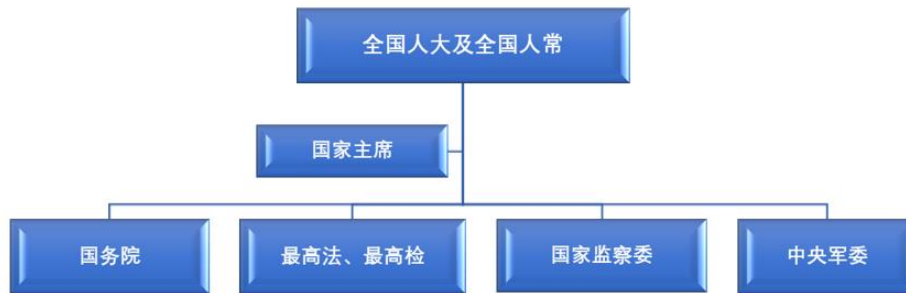 全国人大及全国人常
国家主席
国务院
最高法、最高检
国家监察委
中央军委